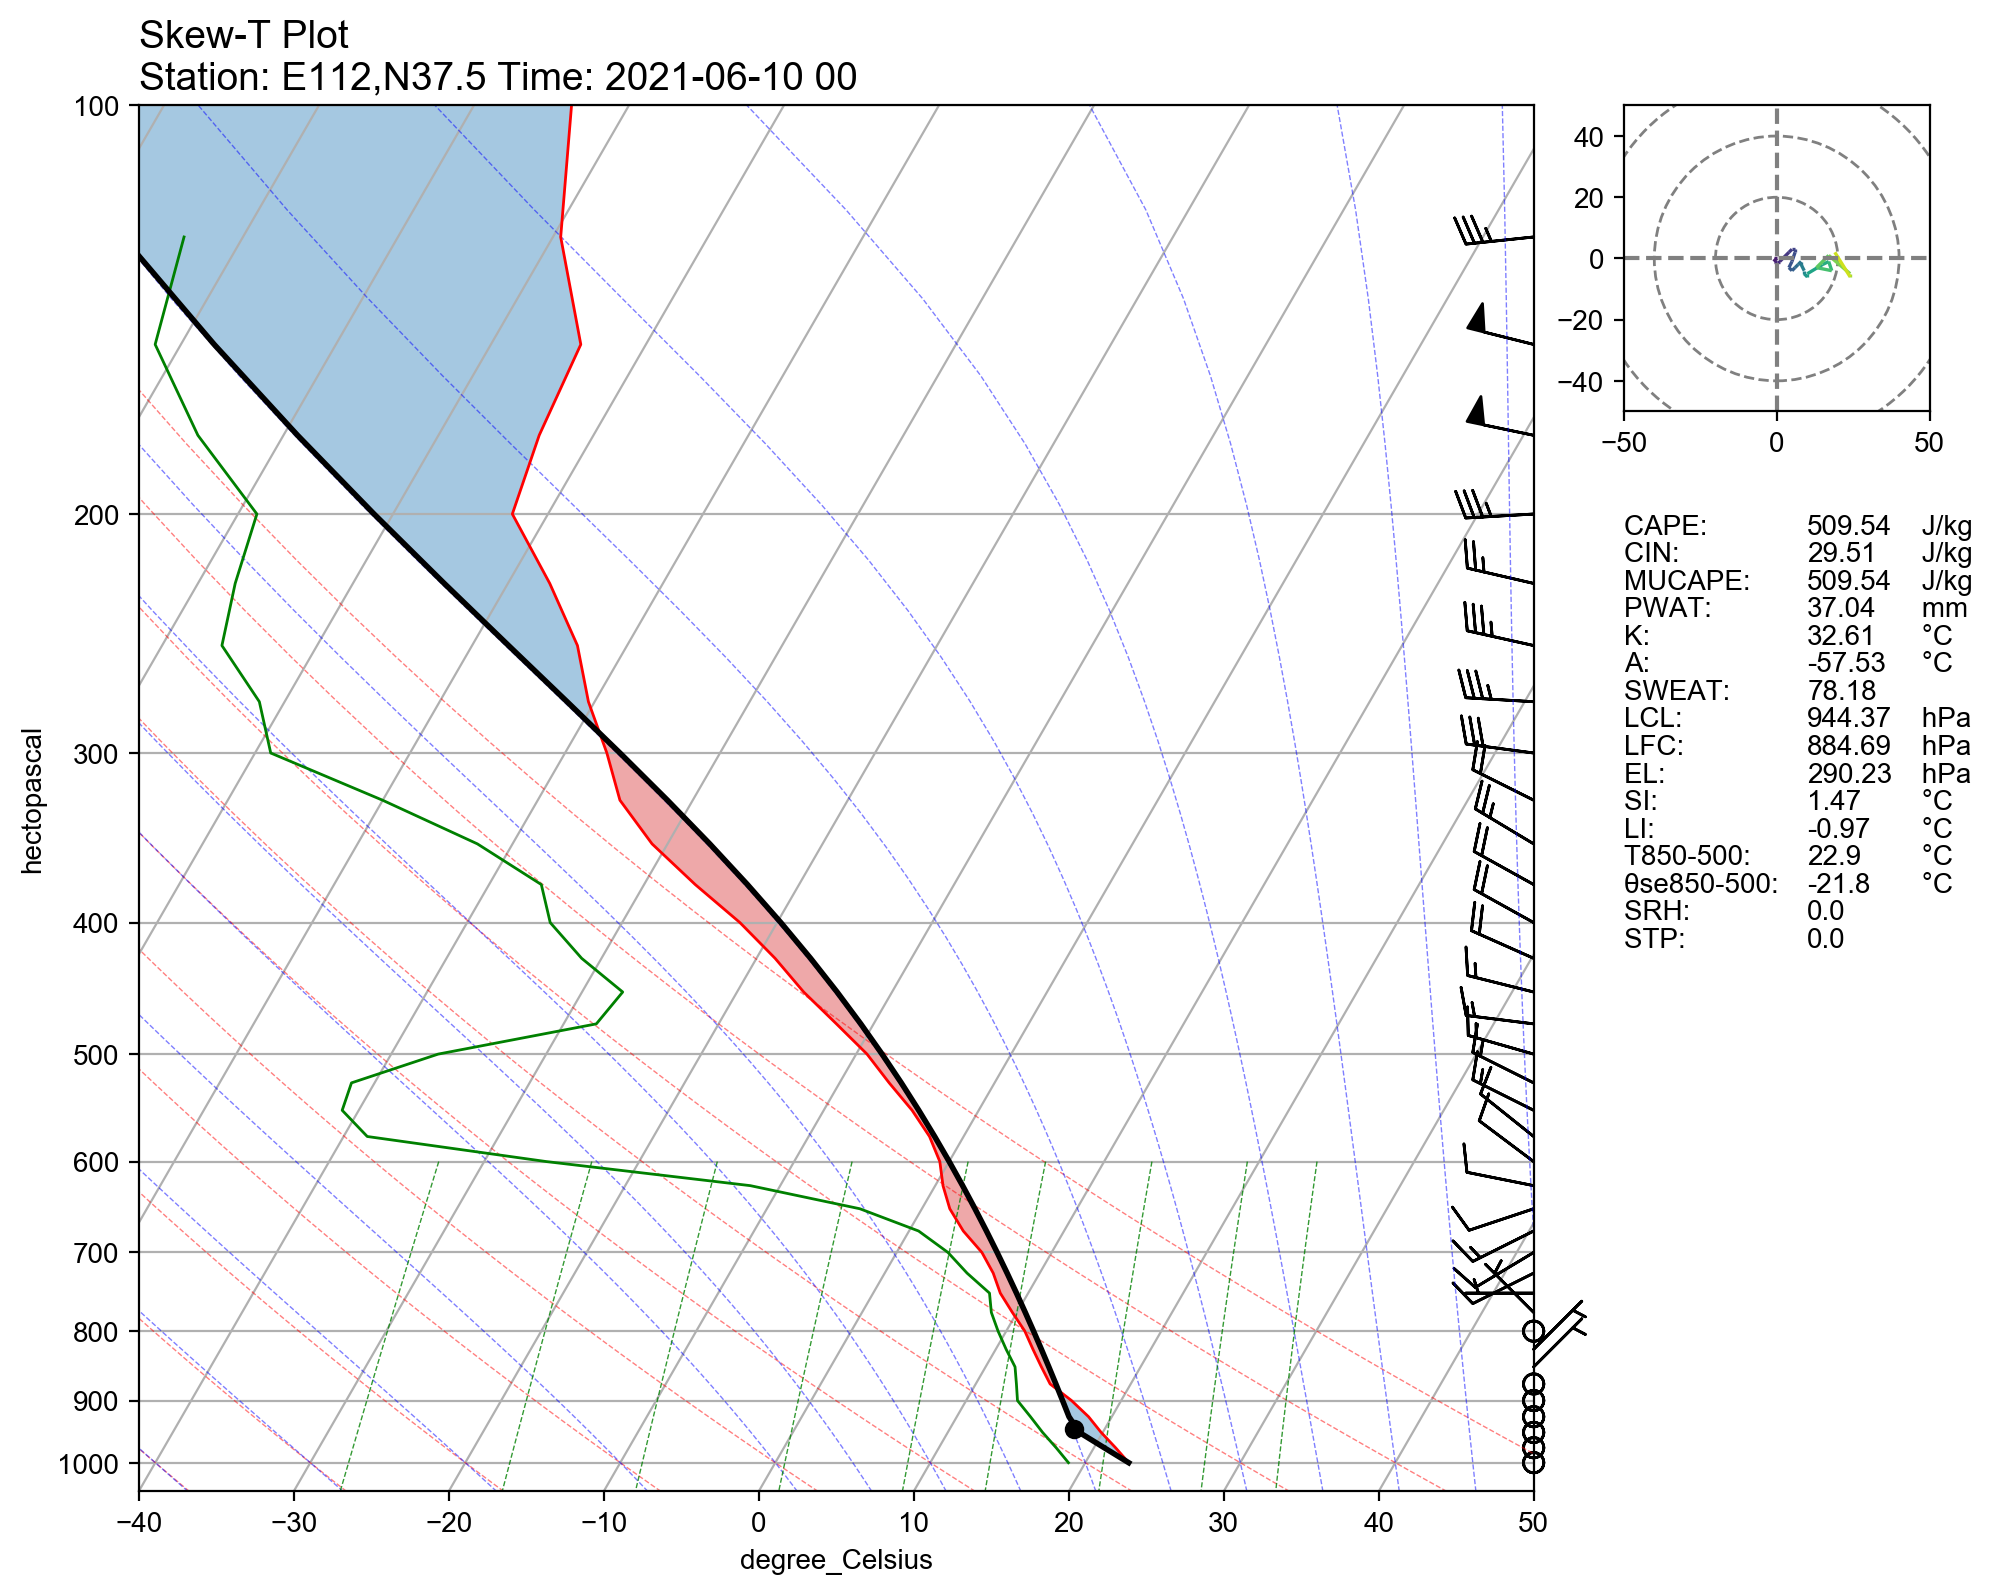 Skew-T Plot
Station: E112,N37.5 Time: 2021-06-10 00
100
200
300
400
500
600
700
800
900
1000
hectopascal
−40
−30
−20
−10
0
10
20
30
40
50
degree_Celsius
40
20
0
−20
−40
−50
0
50
CAPE: 509.54 J/kg
CIN: 29.51 J/kg
MUCAPE: 509.54 J/kg
PWAT: 37.04 mm
K: 32.61 °C
A: -57.53 °C
SWEAT: 78.18
LCL: 944.37 hPa
LFC: 884.69 hPa
EL: 290.23 hPa
SI: 1.47 °C
LI: -0.97 °C
T850-500: 22.9 °C
θse850-500: -21.8 °C
SRH: 0.0
STP: 0.0